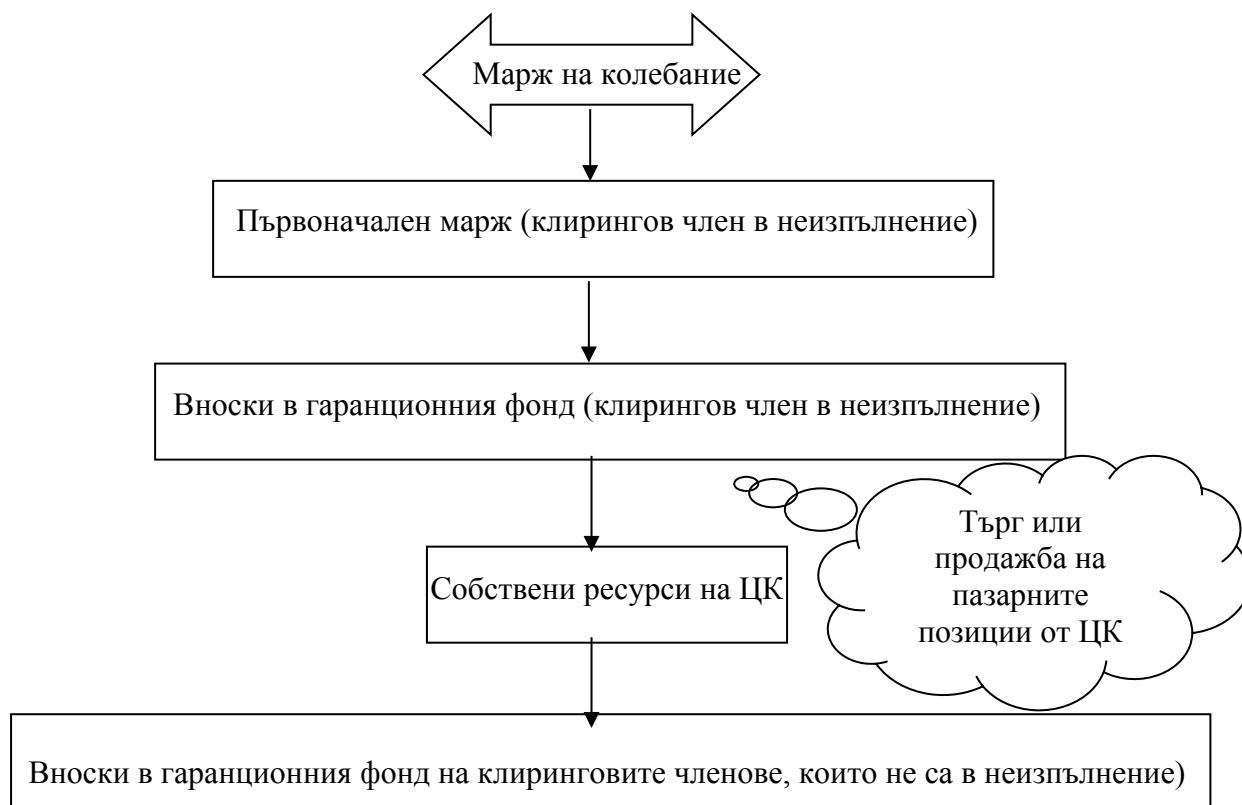 Марж на колебание
Първоначален марж (клирингов член в неизпълнение)
Вноски в гаранционния фонд (клирингов член в неизпълнение)
Търг или
продажба на
пазарните
позиции от ЦК
Собствени ресурси на ЦК
Вноски в гаранционния фонд на клиринговите членове, които не са в неизпълнение)